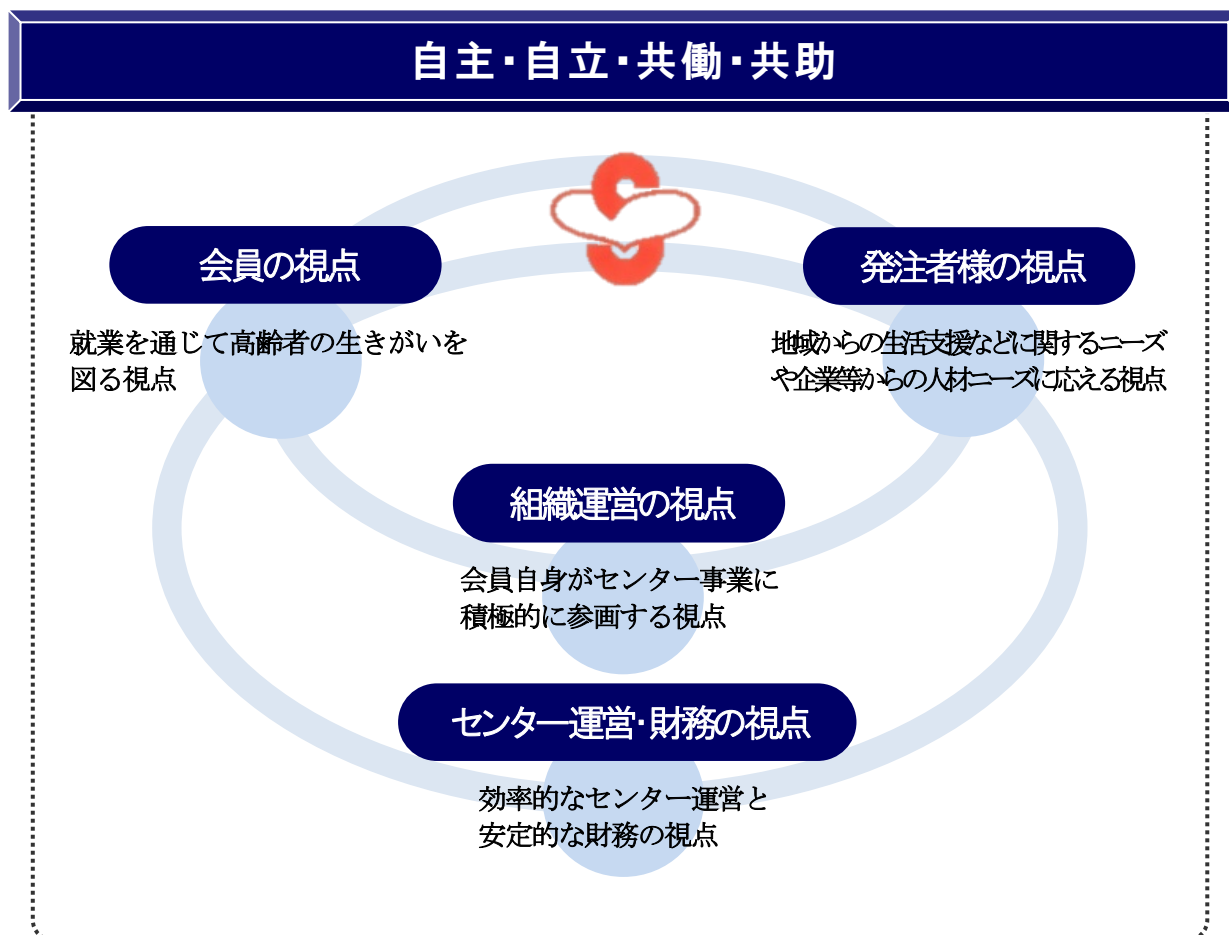 自主・自立・共働・共助
会員の視点
就業を通じて高齢者の生きがいを
図る視点
発注者様の視点
地域からの生活支援などに関するニーズ
や企業等からの人材ニーズに応える視点
組織運営の視点
会員自身がセンター事業に
積極的に参画する視点
センター運営・財務の視点
効率的なセンター運営と
安定的な財務の視点